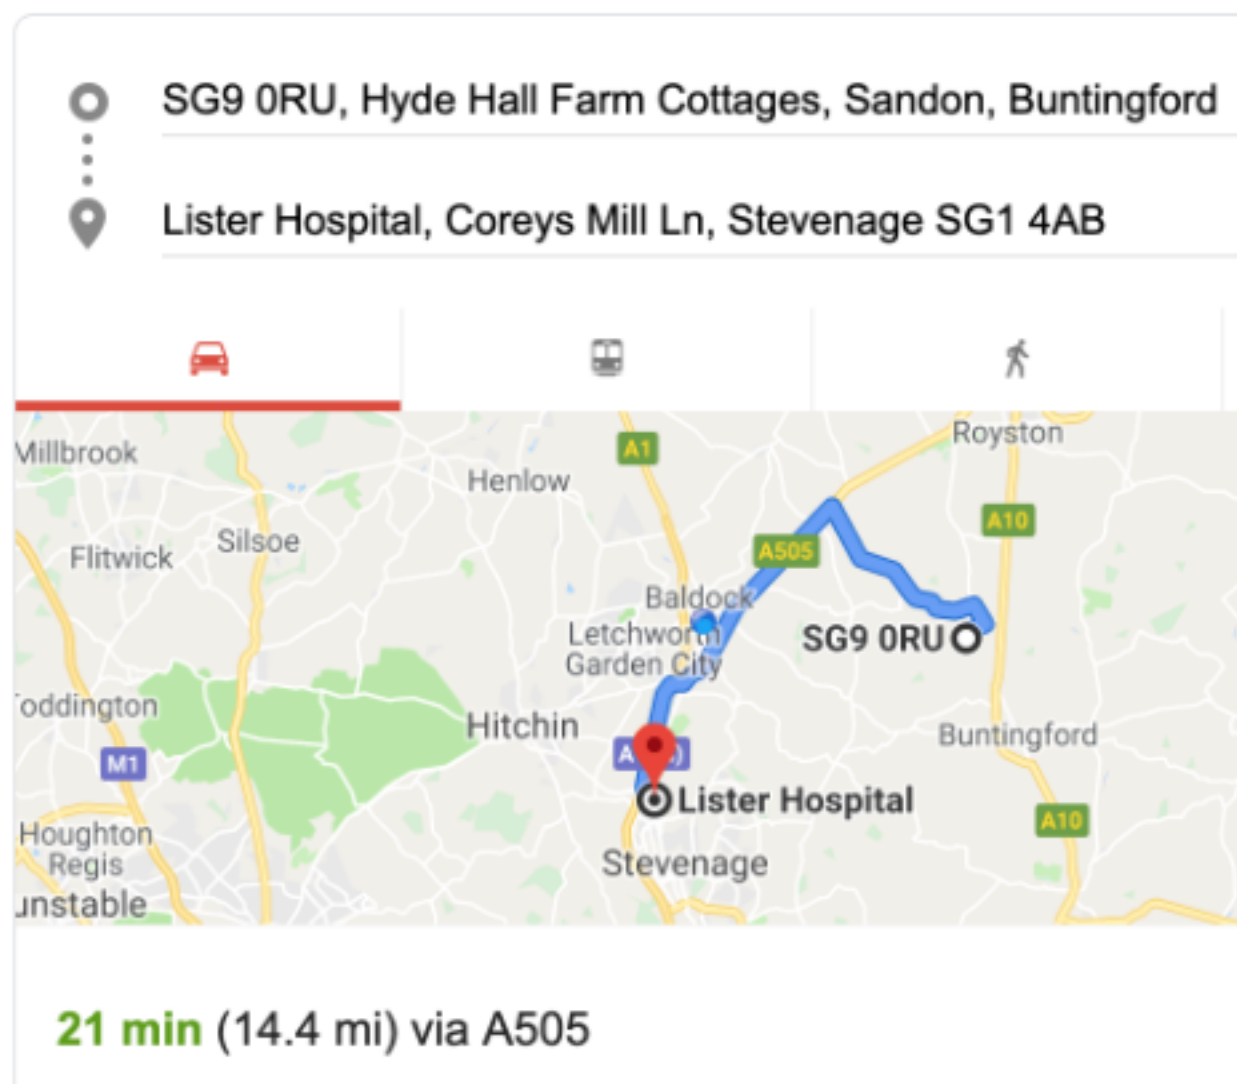 SG9 0RU, Hyde Hall Farm Cottages, Sandon, Buntingford
Lister Hospital, Coreys Mill Ln, Stevenage SG1 4AB
Royston
Millbrook
A1
Henlow
A10
Silsoe
Flitwick
A505
Baldock
Letchworth
Garden City
SG9 0RU
oddington
Hitchin
Buntingford
M1
Lister Hospital
A10
Houghton
Regis
Stevenage
unstable
21 min (14.4 mi) via A505